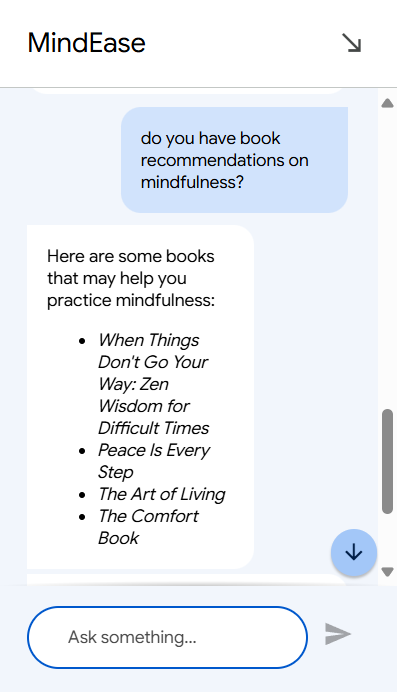 MindEase
do you have book
recommendations on
mindfulness?
Here are some books
that may help you
practice mindfulness:
When Things
Don't Go Your
Way: Zen
Wisdom for
Difficult Times
Peace Is Every
Step
The Art of Living
The Comfort
Book
Ask something...